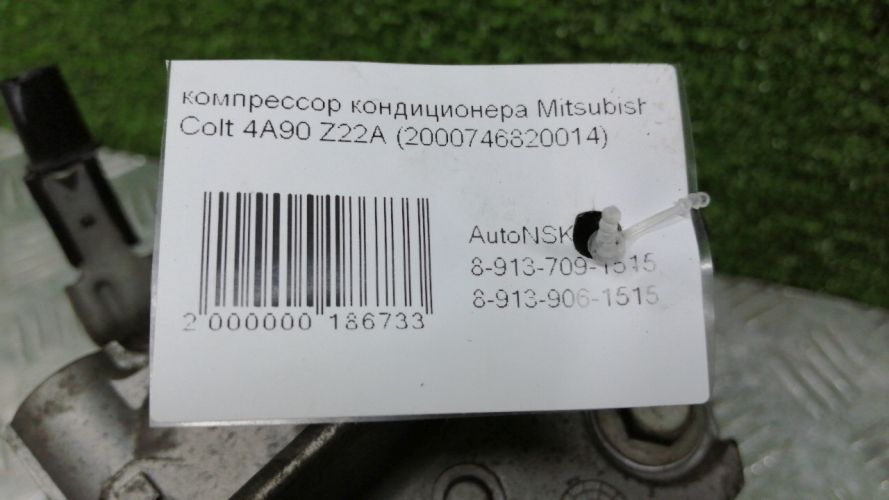 компрессор кондиционера Mitsubish
Colt 4A90 Z22A (2000746820014)
AutoNSK
8-913-709-1515
8-913-906-1515
2 000000 186733